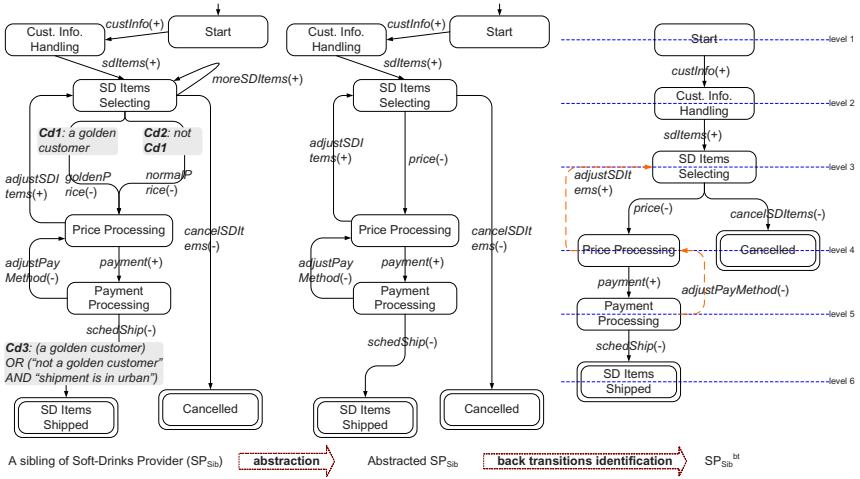 custInfo(+)
Cust. Info.
Handling
Start
sdItems(+)
moreSDItems(+)
SD Items
Selecting
Cd1: a golden
customer
Cd2: not
Cd1
adjustSDI
tems(+)
goldenP
rice(-)
normalP
rice(-)
Price Processing
cancelSDIt
ems(-)
adjustPay
Method(-)
payment(+)
Payment
Processing
schedShip(-)
Cd3: (a golden customer)
OR (“not a golden customer”
AND “shipment is in urban”)
SD Items
Shipped
Cancelled
A sibling of Soft-Drinks Provider (SPSib)
abstraction
custInfo(+)
Cust. Info.
Handling
Start
sdItems(+)
SD Items
Selecting
adjustSDI
tems(+)
price(-)
Price Processing
cancelSDIt
ems(-)
adjustPay
Method(-)
payment(+)
Payment
Processing
schedShip(-)
SD Items
Shipped
Cancelled
Abstracted SPSib
back transitions identification
Start
level 1
custInfo(+)
Cust. Info.
Handling
level 2
sdItems(+)
SD Items
Selecting
level 3
adjustSDIt
ems(+)
price(-)
cancelSDItems(-)
Price Processing
Cancelled
level 4
payment(+)
adjustPayMethod(-)
Payment
Processing
level 5
schedShip(-)
SD Items
Shipped
level 6
SPSib bt